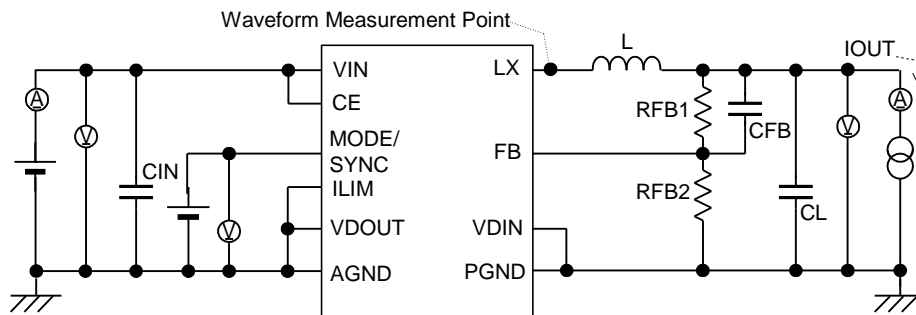 Waveform Measurement Point
L
IOUT
VIN
LX
A
CE
RFB1
A
V
CFB
V
MODE/
SYNC
FB
CIN
ILIM
RFB2
V
VDOUT
VDIN
CL
AGND
PGND